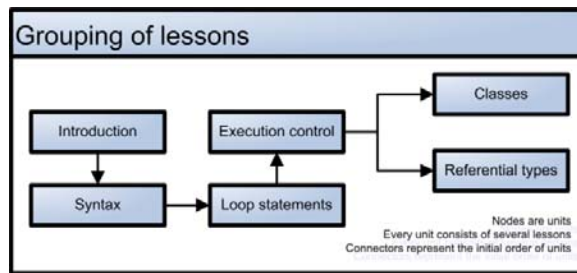 Grouping of lessons
Introduction
Syntax
Loop statements
Execution control
Classes
Referential types
Nodes are units
Every unit consists of several lessons
Connectors represent the initial order of units